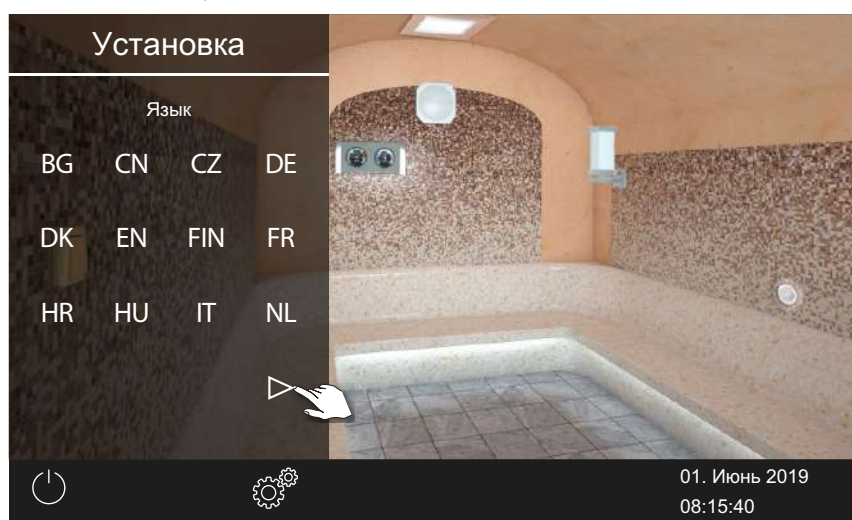 Установка
Язык
BG CN CZ DE
DK EN FIN FR
HR HU IT NL
01. Июнь 2019
08:15:40